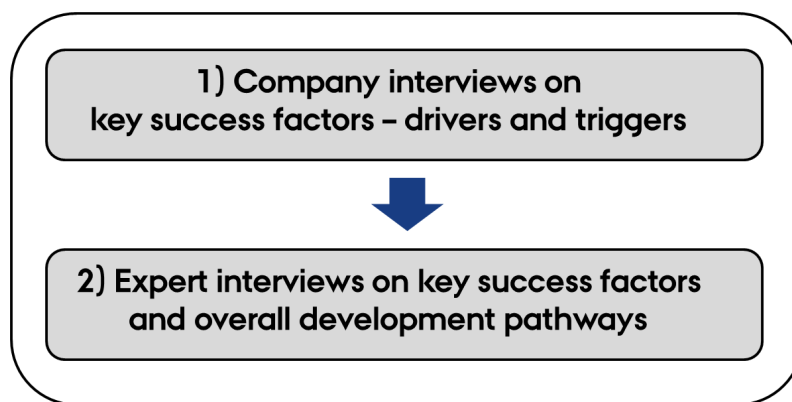 1) Company interviews on
key success factors – drivers and triggers
2) Expert interviews on key success factors
and overall development pathways